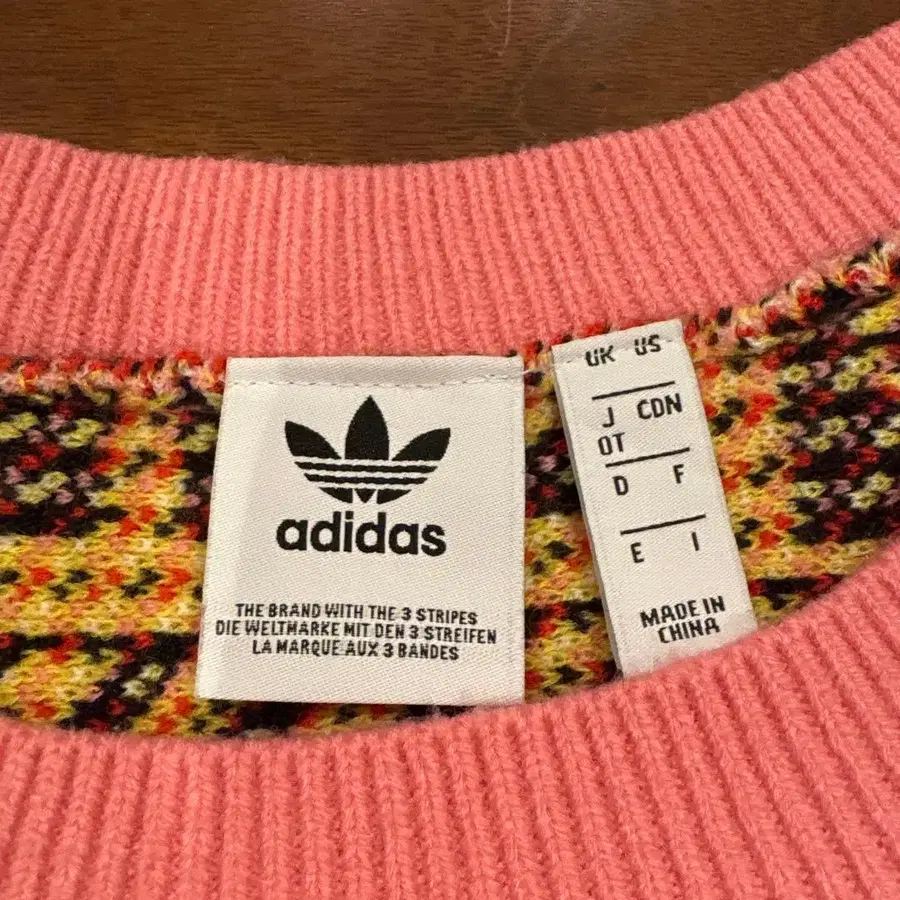 adidas
THE BRAND WITH THE 3 STRIPES
DIE WELTMARKE MIT DEN 3 STREIFEN
LA MARQUE AUX 3 BANDES
UK US
J CDN
OT
D F
E I
MADE IN
CHINA